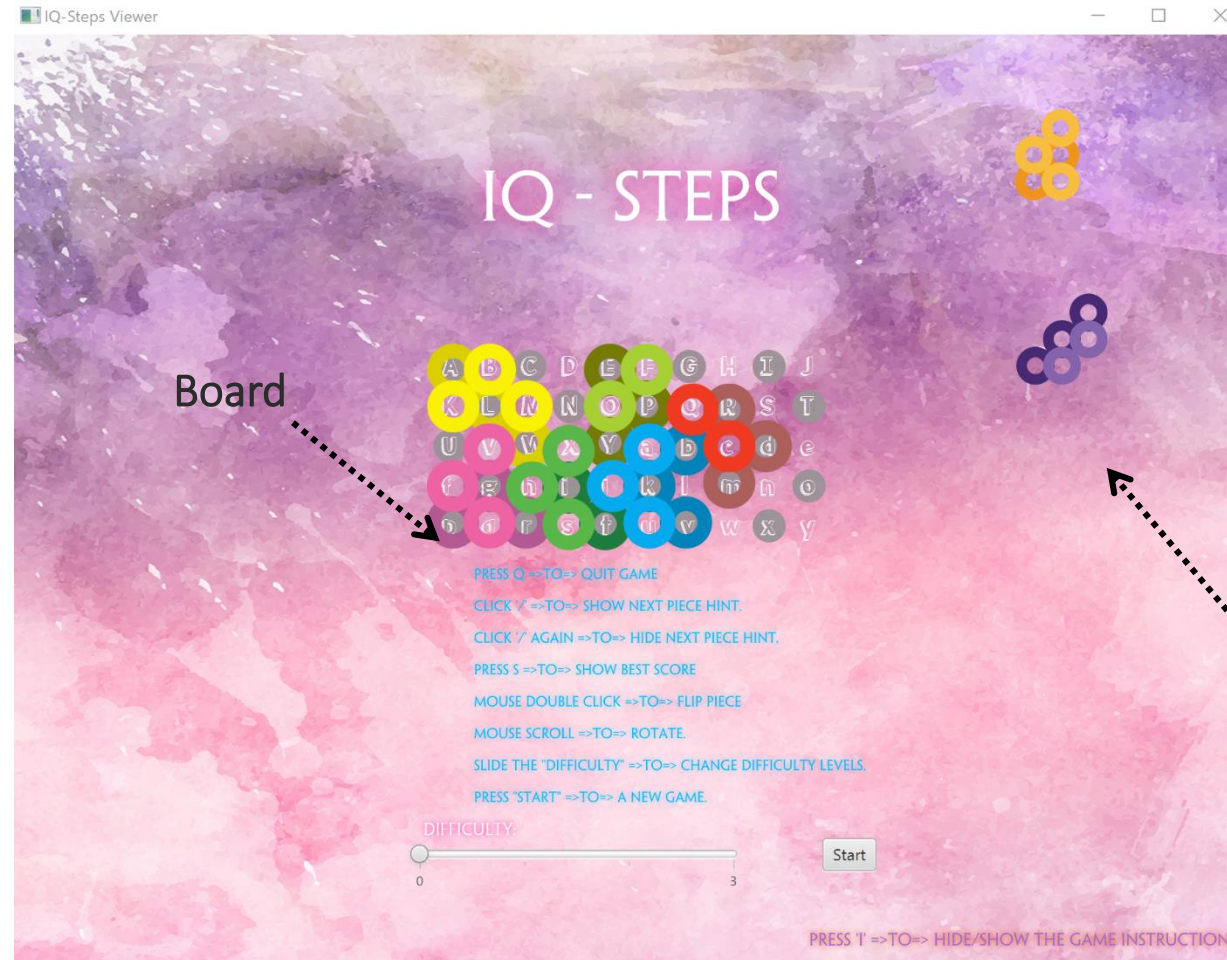 IQ-Steps Viewer
IQ - STEPS
A B C D E F G H I J
Board
K L M N O P Q R S T
U V W X Y a b c d e
f g h i j k l m n o
p q r s t u v w x y
PRESS Q =>TO=> QUIT GAME
CLICK '/' =>TO=> SHOW NEXT PIECE HINT.
CLICK '/' AGAIN =>TO=> HIDE NEXT PIECE HINT.
PRESS S =>TO=> SHOW BEST SCORE
MOUSE DOUBLE CLICK =>TO=> FLIP PIECE
MOUSE SCROLL =>TO=> ROTATE.
SLIDE THE "DIFFICULTY" =>TO=> CHANGE DIFFICULTY LEVELS.
PRESS "START" =>TO=> A NEW GAME.
DIFFICULTY:
Start
0 3
PRESS 'I' =>TO=> HIDE/SHOW THE GAME INSTRUCTION